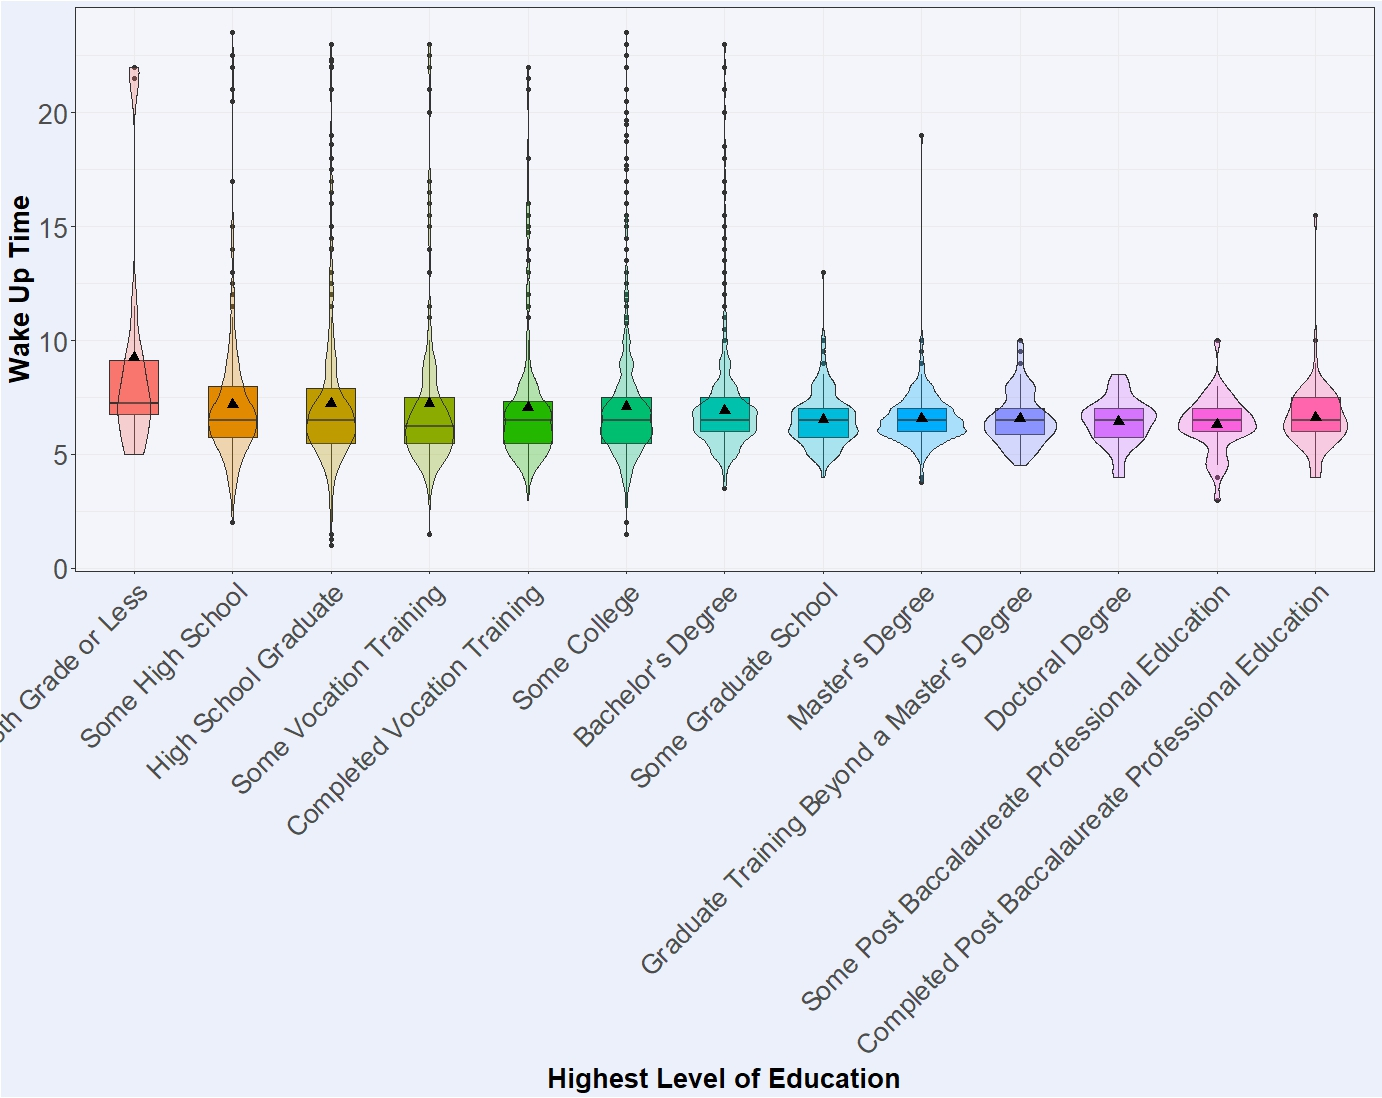 Wake Up Time
20
15
10
5
0
th Grade or Less
Some High School
High School Graduate
Some Vocation Training
Completed Vocation Training
Some College
Bachelor's Degree
Some Graduate School
Master's Degree
Graduate Training Beyond a Master's Degree
Doctoral Degree
Some Post Baccalaureate Professional Education
Completed Post Baccalaureate Professional Education
Highest Level of Education